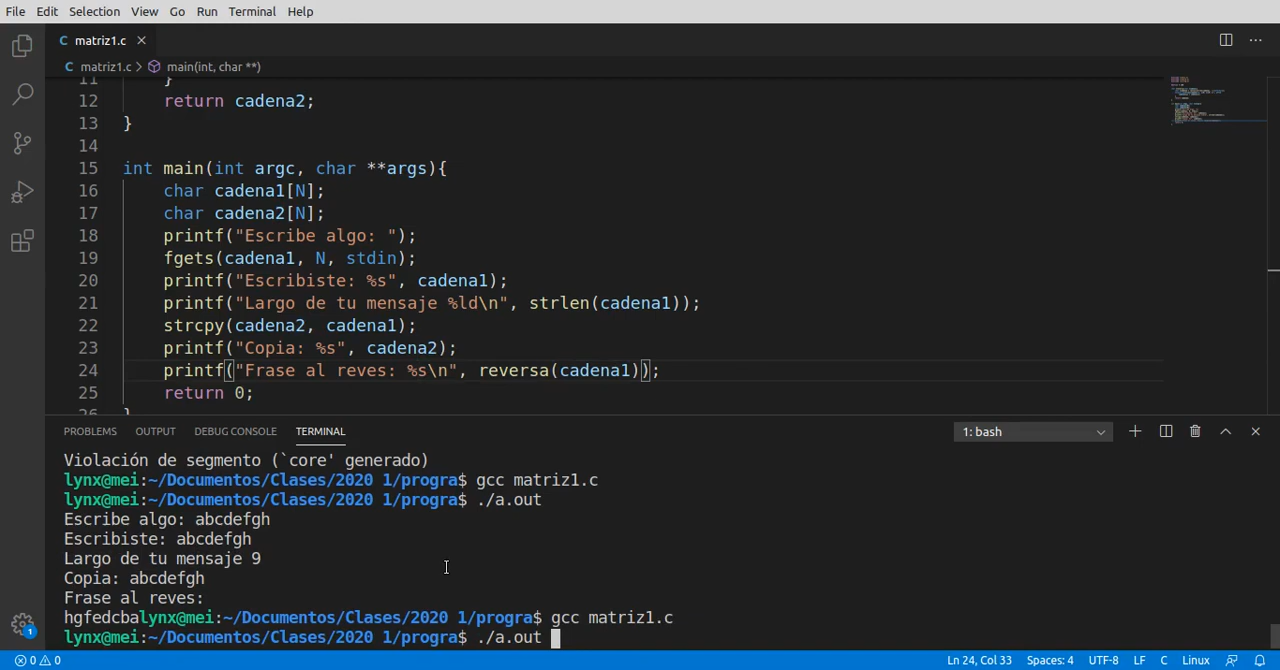 File Edit Selection View Go Run Terminal Help
C matriz1.c ×
C matriz1.c > main(int, char **)
11 }
12 return cadena2;
13 }
14
15 int main(int argc, char **args){
16 char cadena1[N];
17 char cadena2[N];
18 printf("Escribe algo: ");
19 fgets(cadena1, N, stdin);
20 printf("Escribiste: %s", cadena1);
21 printf("Largo de tu mensaje %ld\n", strlen(cadena1));
22 strcpy(cadena2, cadena1);
23 printf("Copia: %s", cadena2);
24 printf("Frase al reves: %s\n", reversa(cadena1));
25 return 0;
26 }
PROBLEMS OUTPUT DEBUG CONSOLE TERMINAL 1: bash
Violación de segmento (`core' generado)
lynx@mei:~/Documentos/Clases/2020 1/progra$ gcc matriz1.c
lynx@mei:~/Documentos/Clases/2020 1/progra$ ./a.out
Escribe algo: abcdefgh
Escribiste: abcdefgh
Largo de tu mensaje 9
Copia: abcdefgh
Frase al reves:
hgfedcbalynx@mei:~/Documentos/Clases/2020 1/progra$ gcc matriz1.c
lynx@mei:~/Documentos/Clases/2020 1/progra$ ./a.out
1
0 0 Ln 24, Col 33 Spaces: 4 UTF-8 LF C Linux